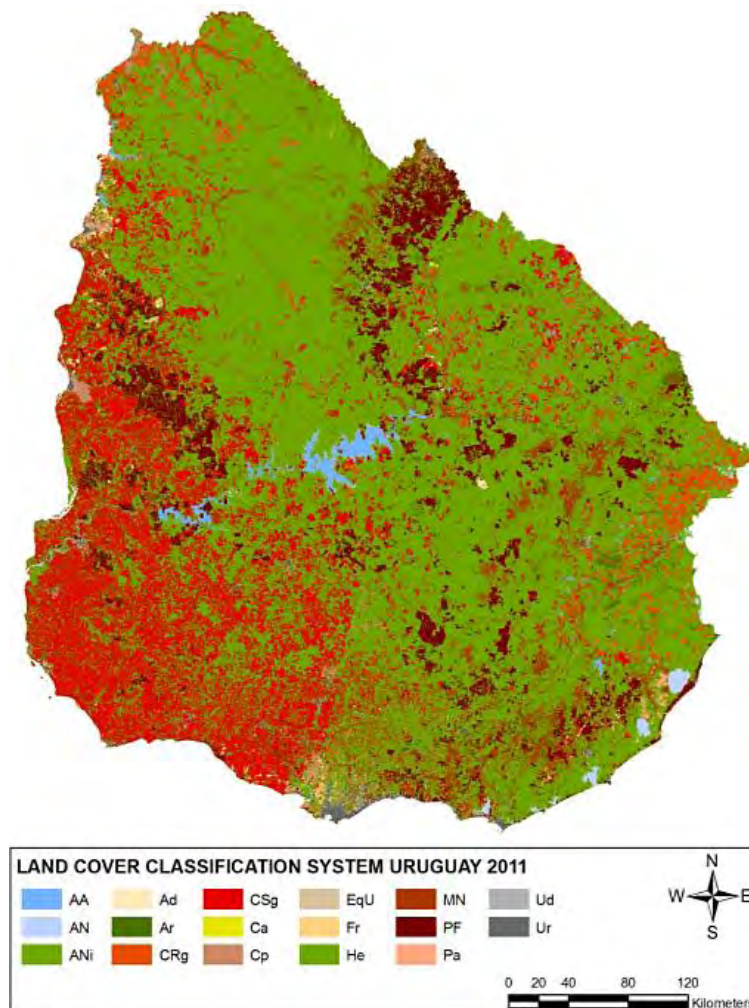 LAND COVER CLASSIFICATION SYSTEM URUGUAY 2011
N
W E
S
AA Ad CSg EqU MN Ud
AN Ar Ca Fr PF Ur
ANi CRg Cp He Pa
0 20 40 80 120
Kilometers